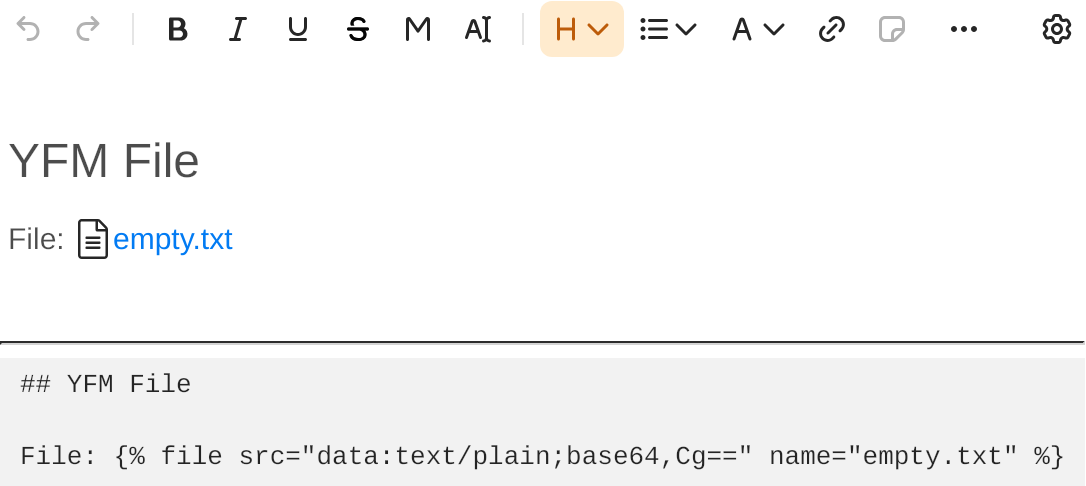 B I U S M A H A
YFM File
File: empty.txt
## YFM File
File: {% file src="data:text/plain;base64,Cg==" name="empty.txt" %}